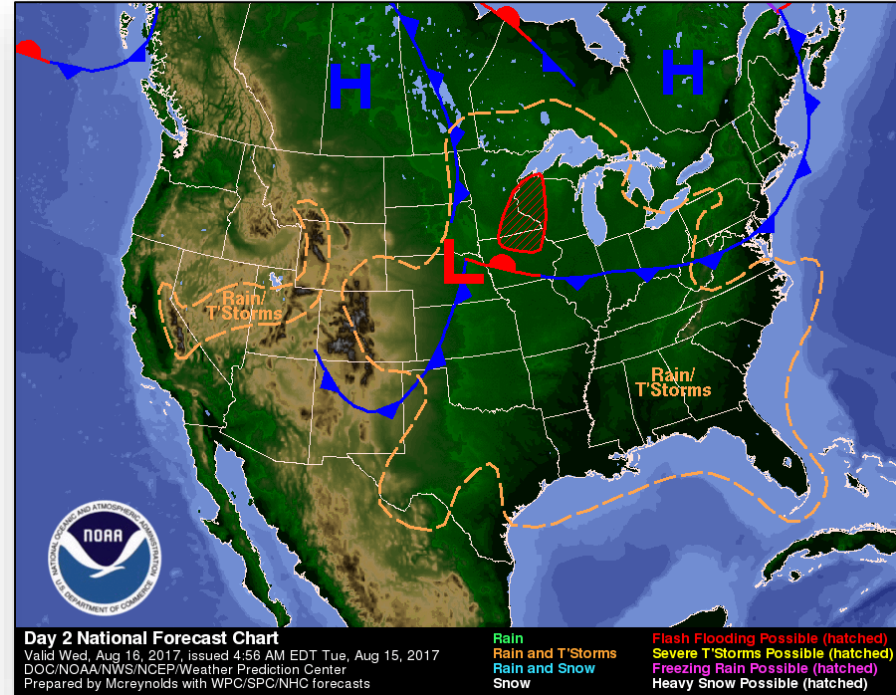 H
H
L
Rain/
T'Storms
Rain/
T'Storms
NATIONAL OCEANIC AND ATMOSPHERIC ADMINISTRATION
NOAA
U.S. DEPARTMENT OF COMMERCE
Day 2 National Forecast Chart
Valid Wed, Aug 16, 2017, issued 4:56 AM EDT Tue, Aug 15, 2017
DOC/NOAA/NWS/NCEP/Weather Prediction Center
Prepared by Mcreynolds with WPC/SPC/NHC forecasts
Rain
Rain and T'Storms
Rain and Snow
Snow
Flash Flooding Possible (hatched)
Severe T'Storms Possible (hatched)
Freezing Rain Possible (hatched)
Heavy Snow Possible (hatched)